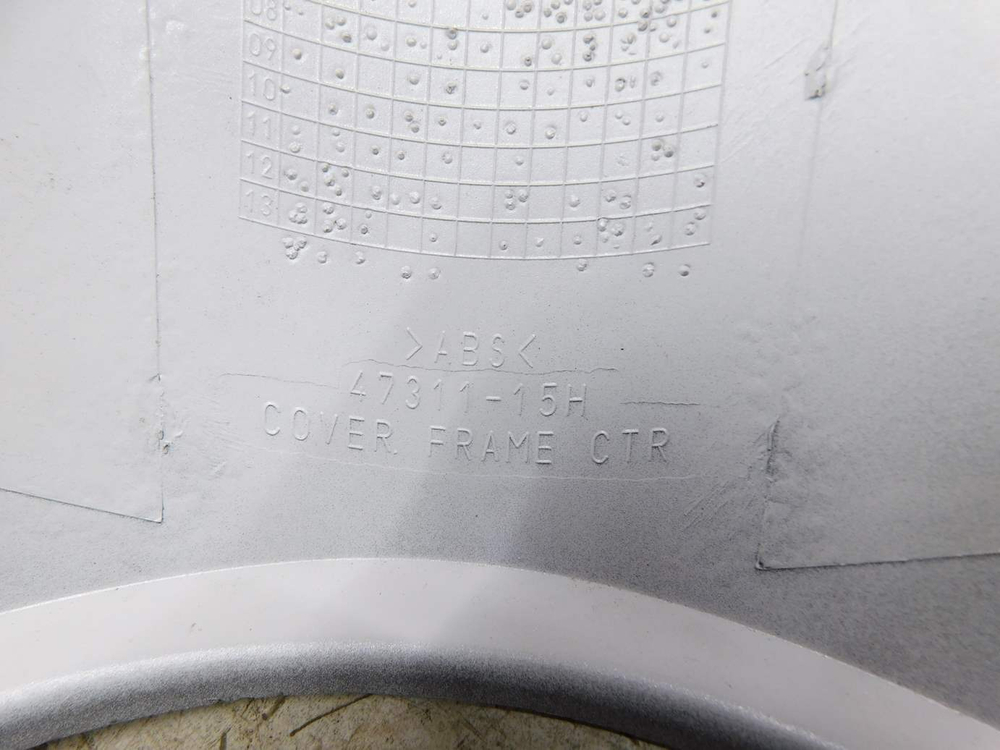 08
09
10
11
12
13
>ABS<
47311-15H
COVER FRAME CTR